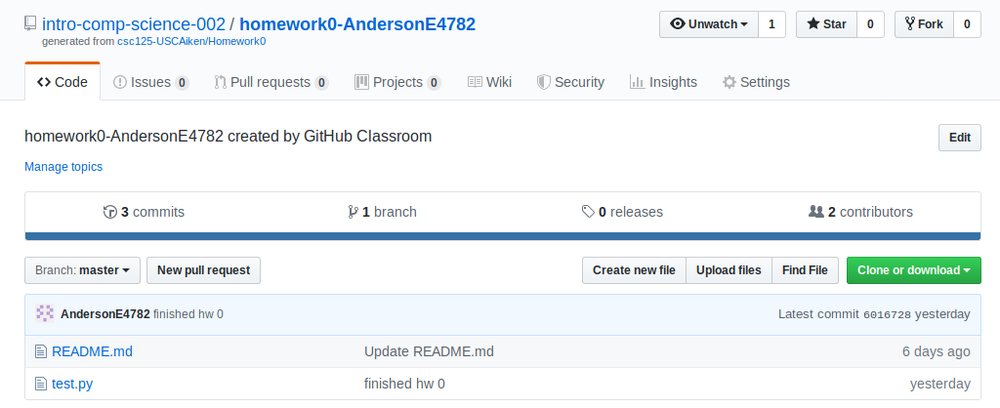 intro-comp-science-002 / homework0-AndersonE4782 Unwatch 1 Star 0 Fork 0
generated from csc125-USCAiken/Homework0
Code Issues 0 Pull requests 0 Projects 0 Wiki Security Insights Settings
homework0-AndersonE4782 created by GitHub Classroom Edit
Manage topics
3 commits 1 branch 0 releases 2 contributors
Branch: master New pull request Create new file Upload files Find File Clone or download
AndersonE4782 finished hw 0 Latest commit 6016728 yesterday
README.md Update README.md 6 days ago
test.py finished hw 0 yesterday